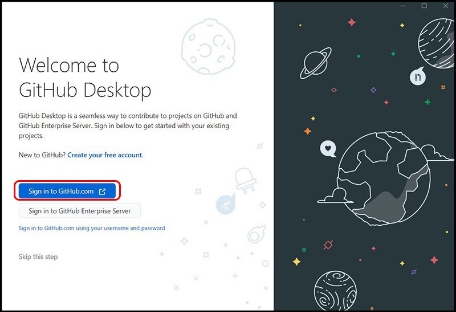 Welcome to
GitHub Desktop
GitHub Desktop is a seamless way to contribute to projects on GitHub and
GitHub Enterprise Server. Sign in below to get started with your existing
projects.
New to GitHub? Create your free account.
Sign in to GitHub.com
Sign in to GitHub Enterprise Server
Sign in to GitHub.com using your username and password
Skip this step
n